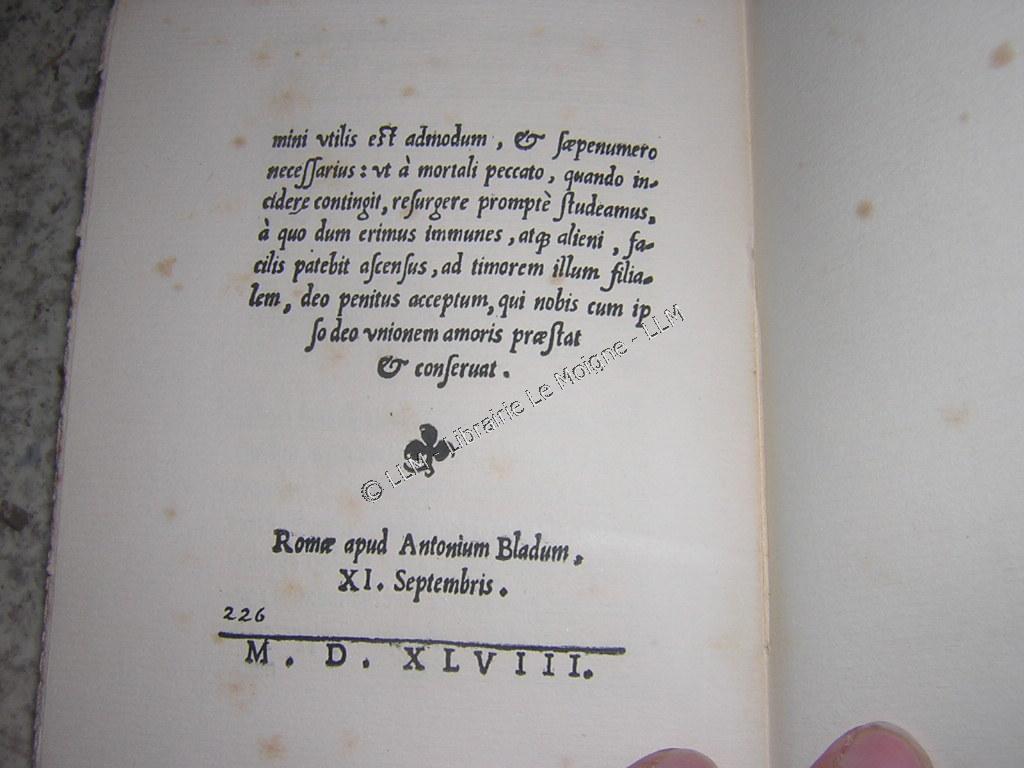 mini vtilis eſt admodum, & ſæpenumero
neceſſarius: vt à mortali peccato, quando in-
cidere contingit, reſurgere promptè ſtudeamus,
à quo dum erimus immunes, atq; alieni, fa-
cilis patebit aſcenſus, ad timorem illum filia-
lem, deo penitus acceptum, qui nobis cum ip
ſo deo vnionem amoris præſtat
& conſeruat.
© LLM - Librairie Le Moigne - LLM
Romæ apud Antonium Bladum,
XI. Septembris.
226
M. D. XLVIII.